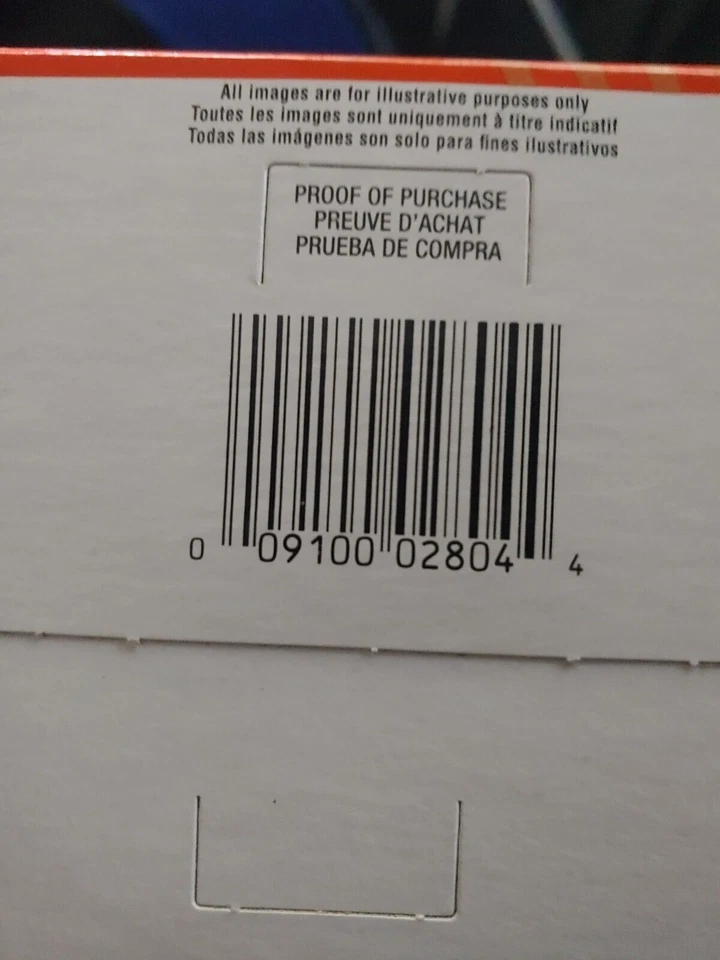 All images are for illustrative purposes only
Toutes les images sont uniquement à titre indicatif
Todas las imágenes son solo para fines ilustrativos
PROOF OF PURCHASE
PREUVE D'ACHAT
PRUEBA DE COMPRA
0 09100 02804 4